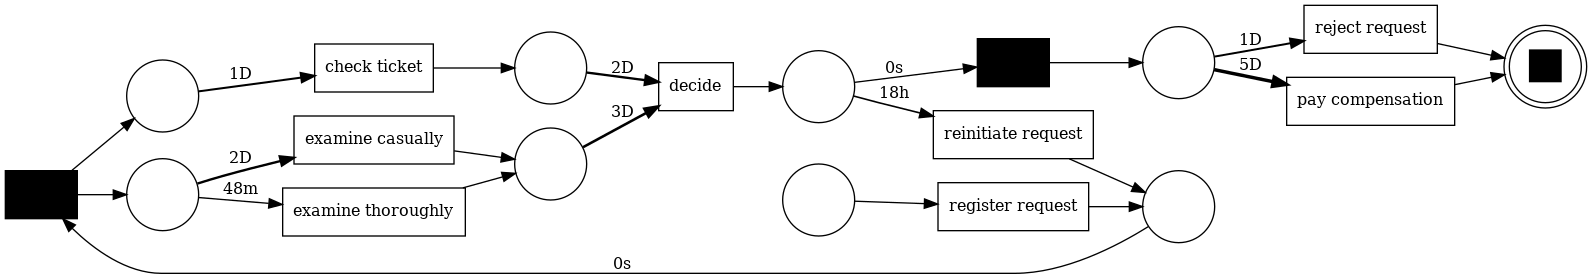 reject request
1D
5D
check ticket
1D
2D
decide
0s
pay compensation
18h
3D
reinitiate request
examine casually
2D
48m
examine thoroughly
register request
0s